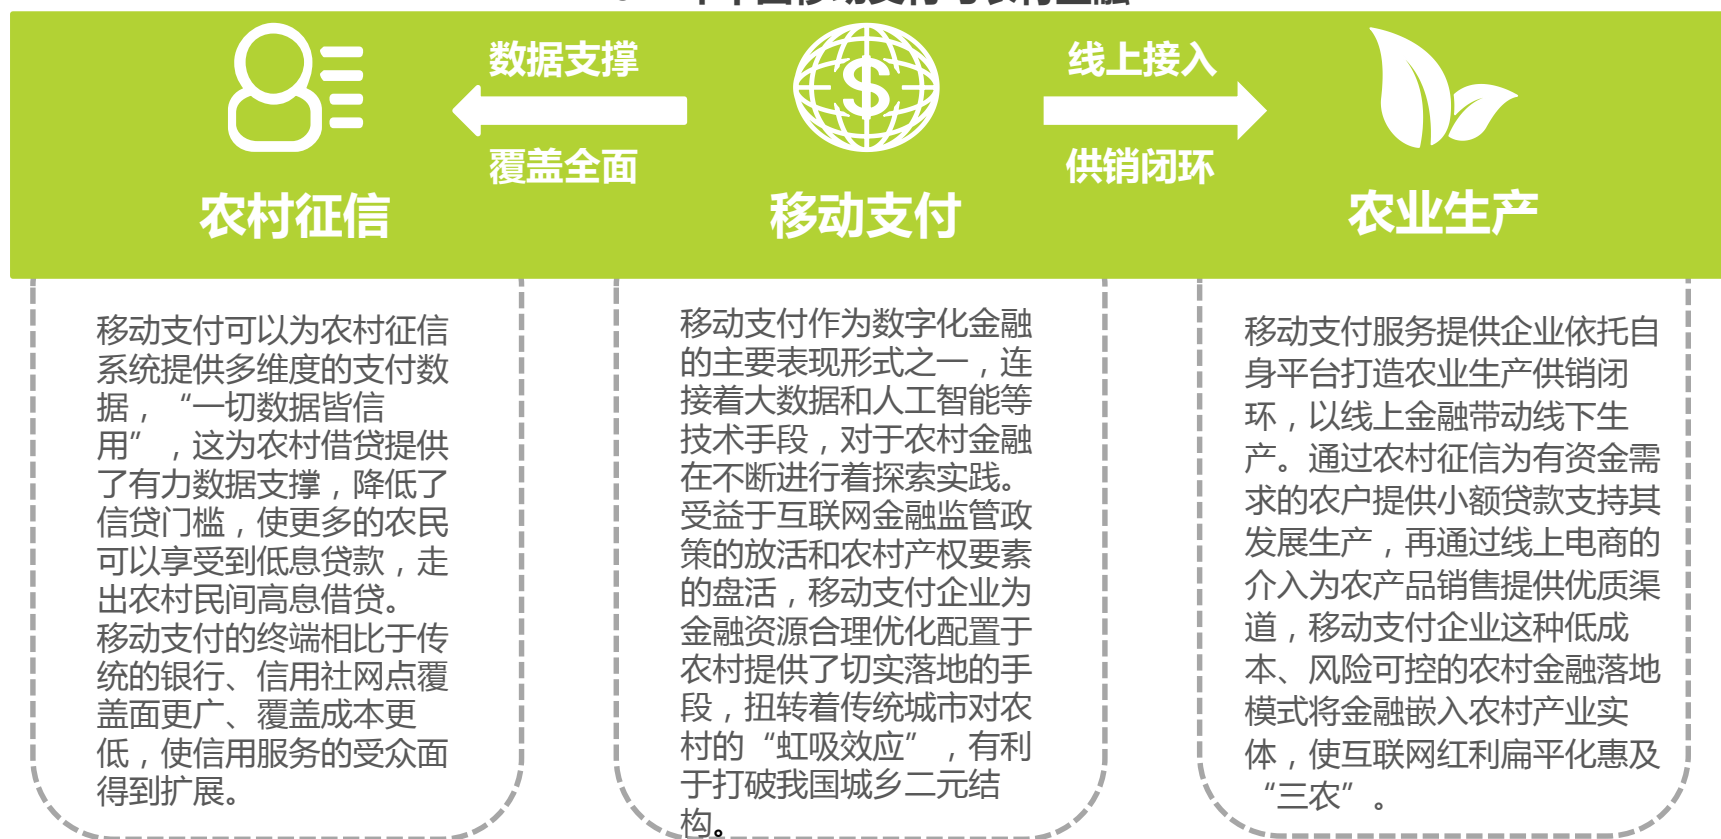 数据支撑
覆盖全面
线上接入
供销闭环
农村征信
移动支付
农业生产
移动支付可以为农村征信
系统提供多维度的支付数
据，“一切数据皆信
用”，这为农村借贷提供
了有力数据支撑，降低了
信贷门槛，使更多的农民
可以享受到低息贷款，走
出农村民间高息借贷。
移动支付的终端相比于传
统的银行、信用社网点覆
盖面更广、覆盖成本更
低，使信用服务的受众面
得到扩展。
移动支付作为数字化金融
的主要表现形式之一，连
接着大数据和人工智能等
技术手段，对于农村金融
在不断进行着探索实践。
受益于互联网金融监管政
策的放活和农村产权要素
的盘活，移动支付企业为
金融资源合理优化配置于
农村提供了切实落地的手
段，扭转着传统城市对农
村的“虹吸效应”，有利
于打破我国城乡二元结
构。
移动支付服务提供企业依托自
身平台打造农业生产供销闭
环，以线上金融带动线下生
产。通过农村征信为有资金需
求的农户提供小额贷款支持其
发展生产，再通过线上电商的
介入为农产品销售提供优质渠
道，移动支付企业这种低成
本、风险可控的农村金融落地
模式将金融嵌入农村产业实
体，使互联网红利扁平化惠及
“三农”。